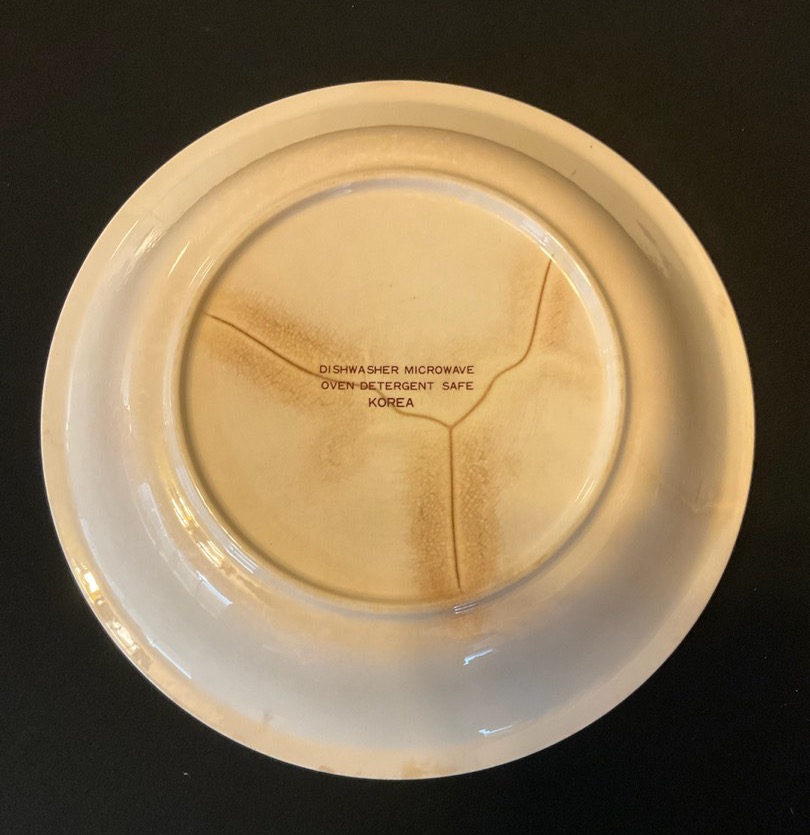 DISHWASHER MICROWAVE
OVEN DETERGENT SAFE
KOREA